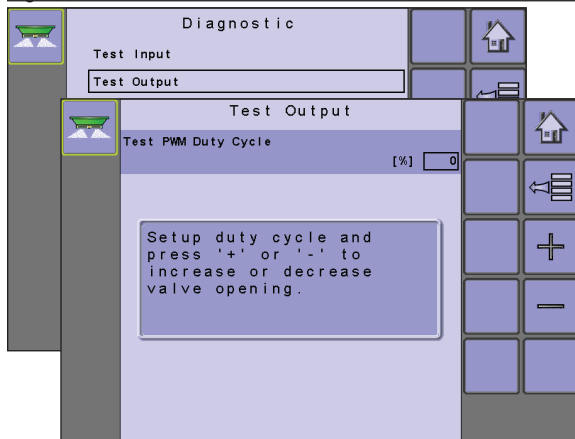 Diagnostic
Test Input
Test Output
Test Output
Test PWM Duty Cycle
[%] 0
Setup duty cycle and
press '+' or '-' to
increase or decrease
valve opening.